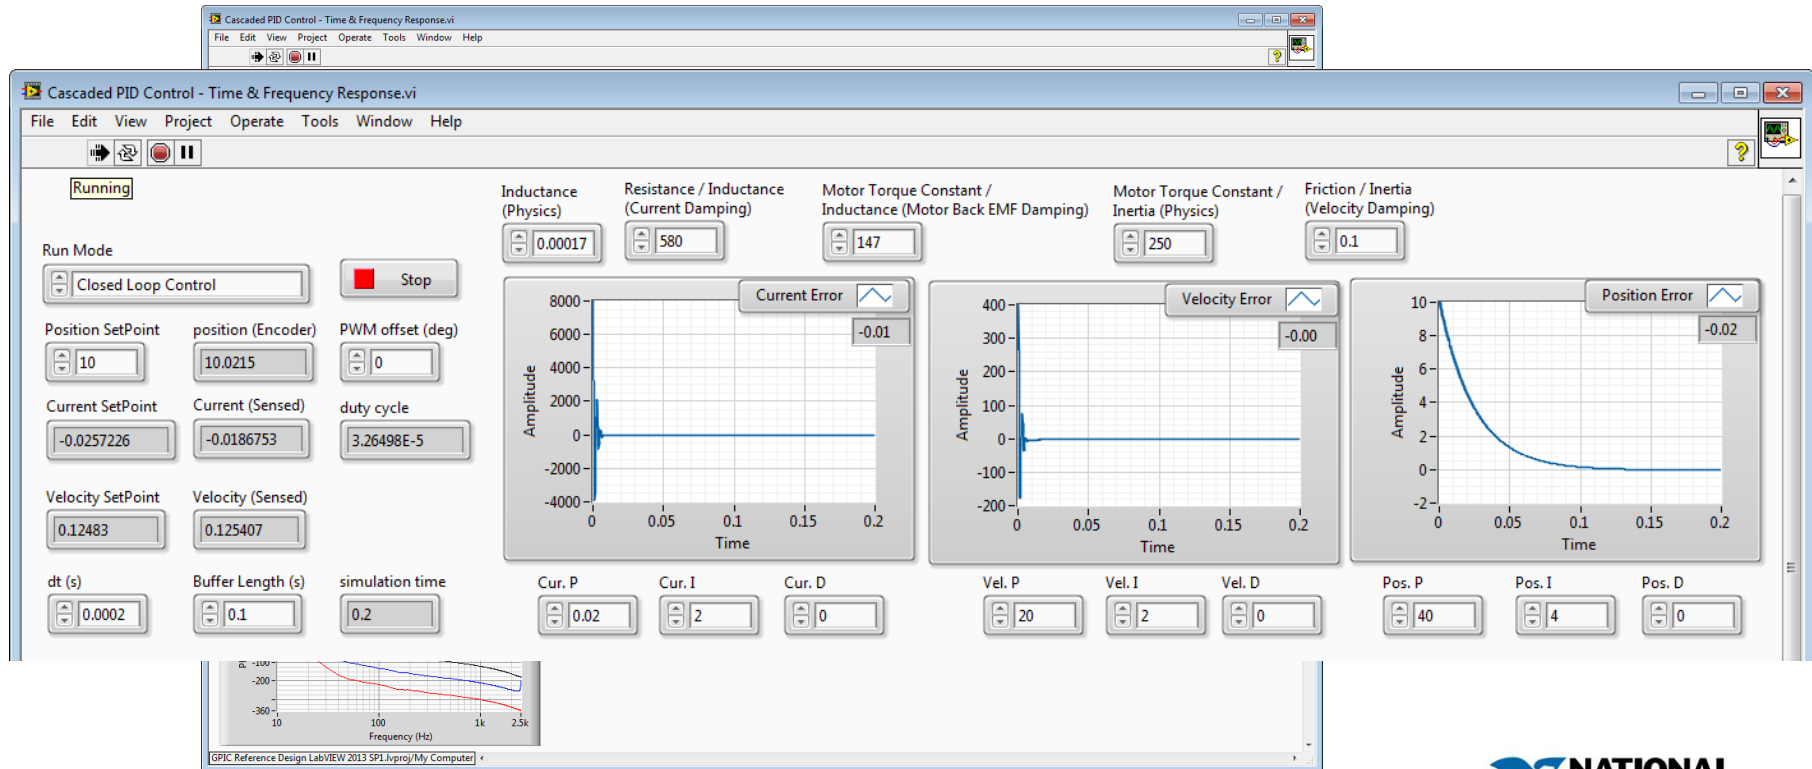 Cascaded PID Control - Time & Frequency Response.vi
File Edit View Project Operate Tools Window Help
Cascaded PID Control - Time & Frequency Response.vi
File Edit View Project Operate Tools Window Help
Running
Run Mode
Closed Loop Control
Stop
Position SetPoint
position (Encoder)
PWM offset (deg)
10
10.0215
0
Current SetPoint
Current (Sensed)
duty cycle
-0.0257226
-0.0186753
3.26498E-5
Velocity SetPoint
Velocity (Sensed)
0.12483
0.125407
dt (s)
Buffer Length (s)
simulation time
0.0002
0.1
0.2
Inductance
(Physics)
0.00017
Resistance / Inductance
(Current Damping)
580
Motor Torque Constant /
Inductance (Motor Back EMF Damping)
147
Motor Torque Constant /
Inertia (Physics)
250
Friction / Inertia
(Velocity Damping)
0.1
Current Error
-0.01
Amplitude
8000
6000
4000
2000
0
-2000
-4000
0 0.05 0.1 0.15 0.2
Time
Velocity Error
-0.00
Amplitude
400
300
200
100
0
-100
-200
0 0.05 0.1 0.15 0.2
Time
Position Error
-0.02
Amplitude
10
8
6
4
2
0
-2
0 0.05 0.1 0.15 0.2
Time
Cur. P
Cur. I
Cur. D
0.02
2
0
Vel. P
Vel. I
Vel. D
20
2
0
Pos. P
Pos. I
Pos. D
40
4
0
-100
-200
-360
10 100 1k 2.5k
Frequency (Hz)
GPIC Reference Design LabVIEW 2013 SP1.lvproj/My Computer
NATIONAL